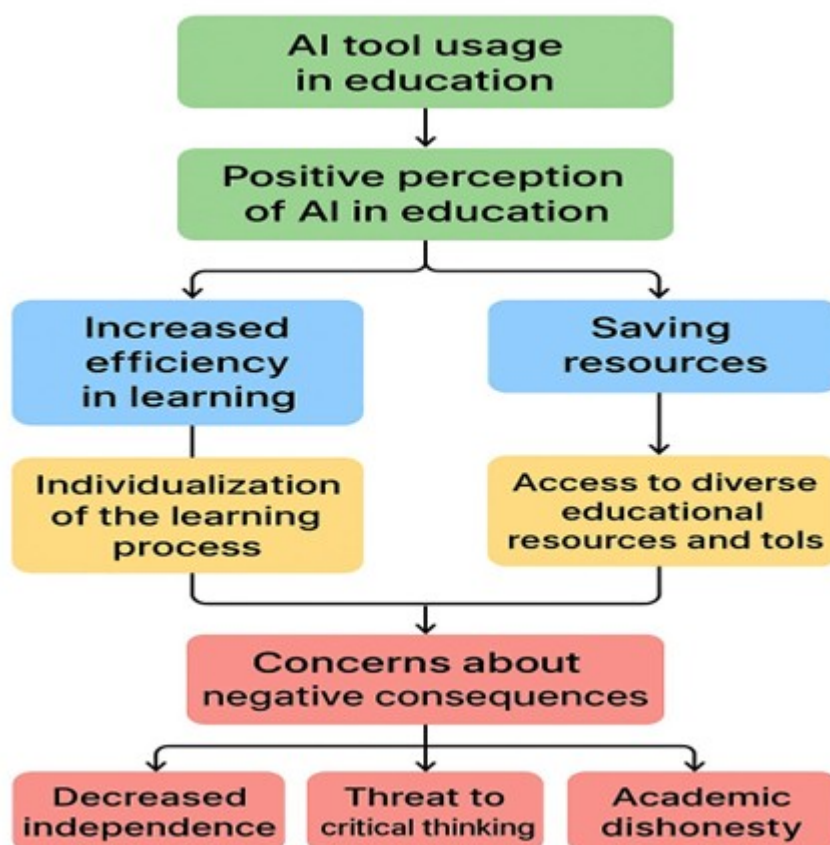 AI tool usage
in education
Positive perception
of AI in education
Increased
efficiency
in learning
Saving
resources
Individualization
of the learning
process
Access to diverse
educational
resources and tols
Concerns about
negative consequences
Decreased
independence
Threat to
critical thinking
Academic
dishonesty